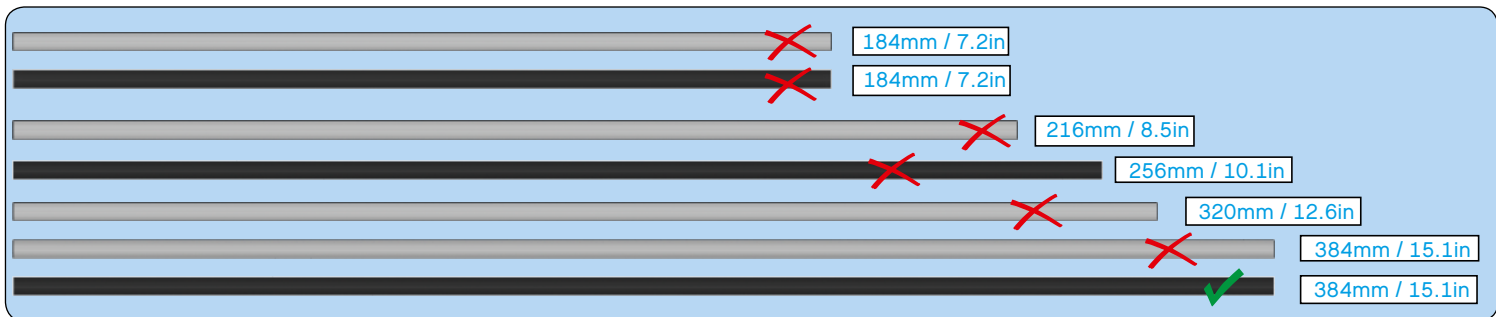 184mm / 7.2in
184mm / 7.2in
216mm / 8.5in
256mm / 10.1in
320mm / 12.6in
384mm / 15.1in
384mm / 15.1in